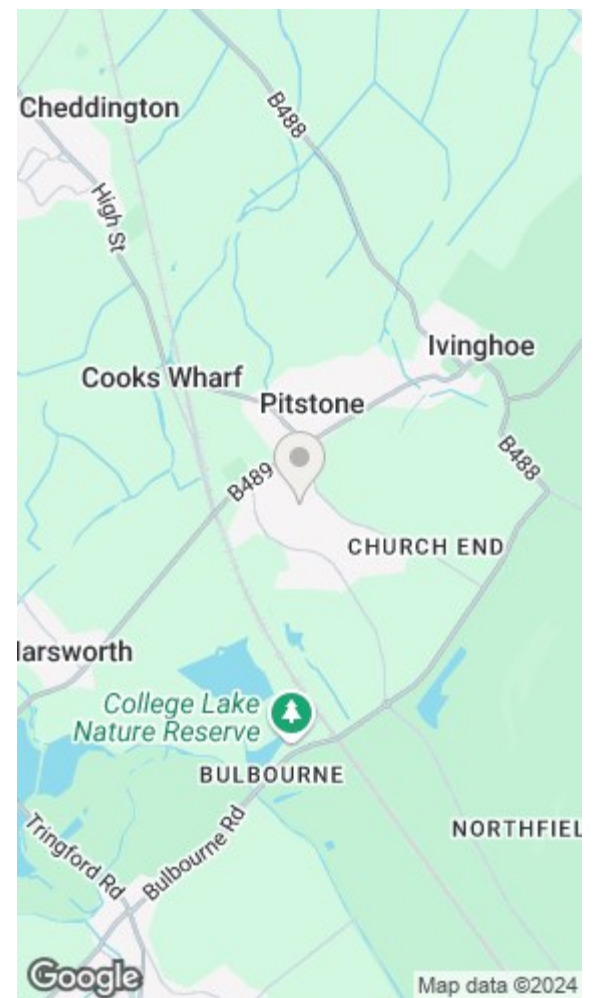 Cheddington
B488
High St
Ivinghoe
Cooks Wharf
Pitstone
B488
B489
CHURCH END
larsworth
College Lake
Nature Reserve
BULBOURNE
NORTHFIEL
Tringford Rd
Bulbourne Rd
Google
Map data ©2024